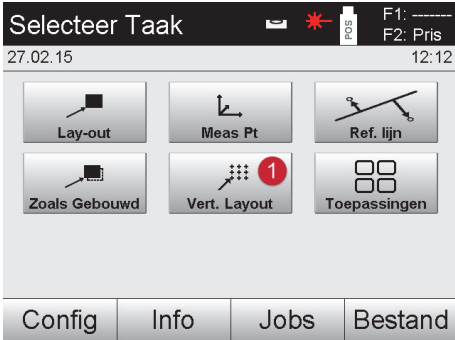 Selecteer Taak
POS
F1: -------
F2: Pris
27.02.15 12:12
Lay-out Meas Pt Ref. lijn
1
Zoals Gebouwd Vert. Layout Toepassingen
Config Info Jobs Bestand